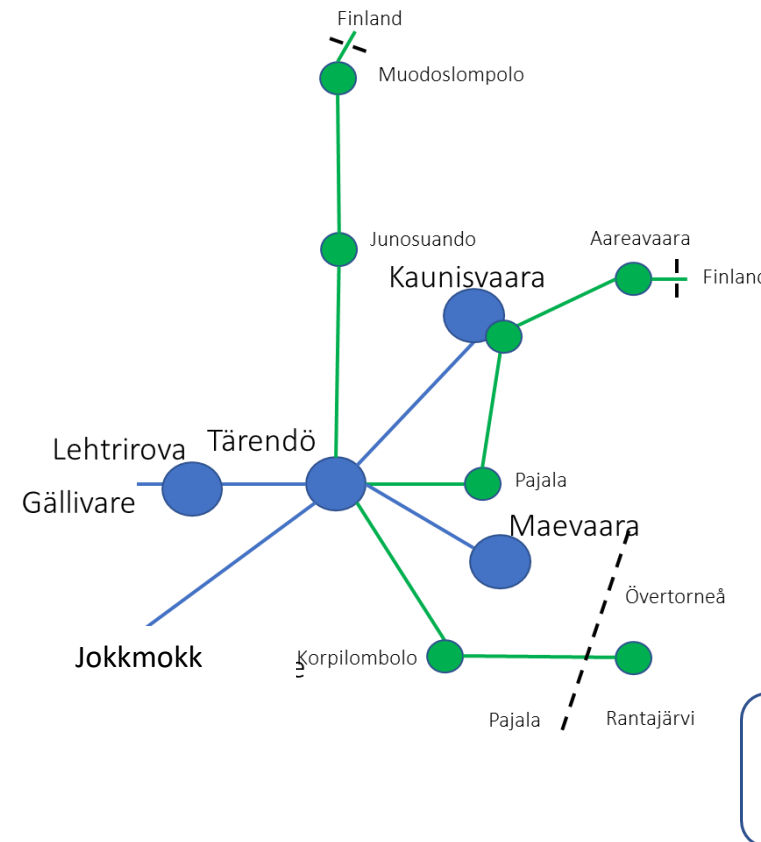 Finland
Muodoslompolo
Junosuando
Aareavaara
Kaunisvaara
Finland
Lehtrirova
Tärendö
Gällivare
Pajala
Maevaara
Övertorneå
Jokkmokk
Korpilombolo
Pajala
Rantajärvi